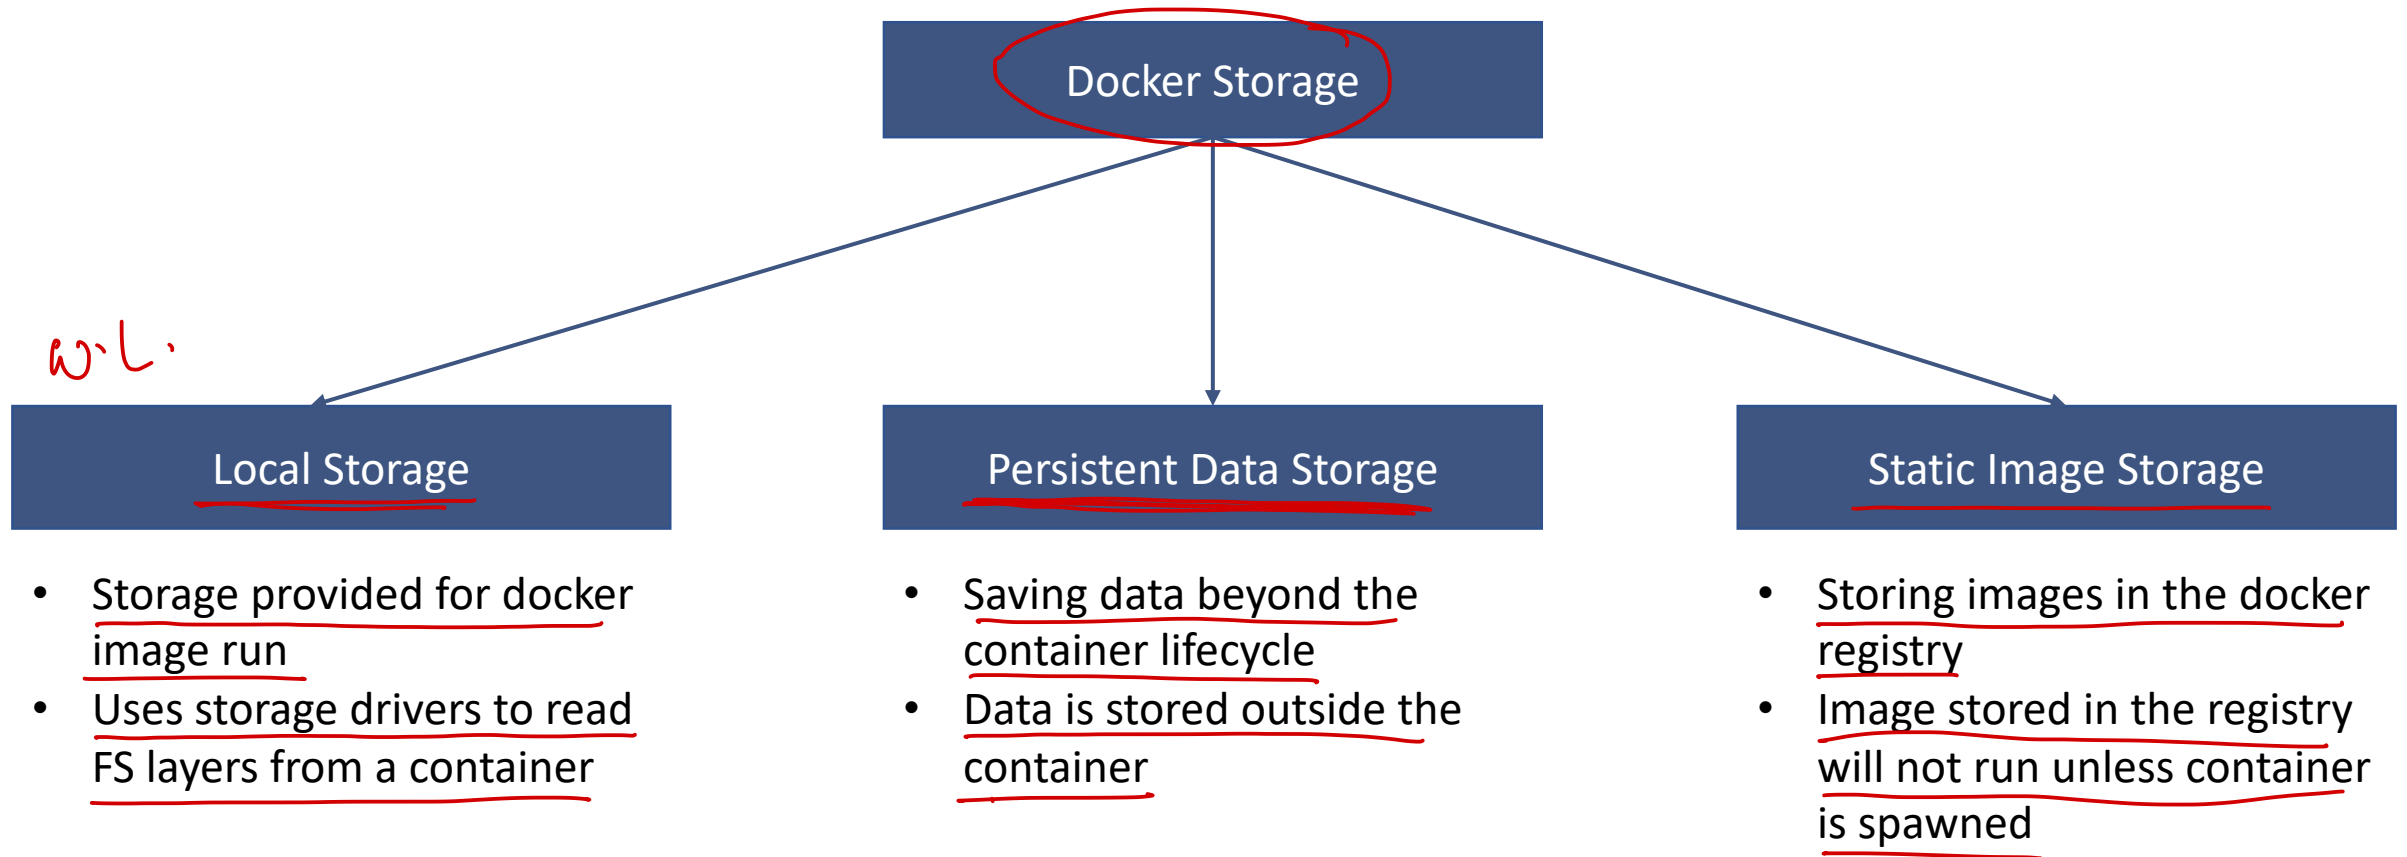 Docker Storage
W.L.
Local Storage
Persistent Data Storage
Static Image Storage
• Storage provided for docker
image run
• Uses storage drivers to read
FS layers from a container
• Saving data beyond the
container lifecycle
• Data is stored outside the
container
• Storing images in the docker
registry
• Image stored in the registry
will not run unless container
is spawned